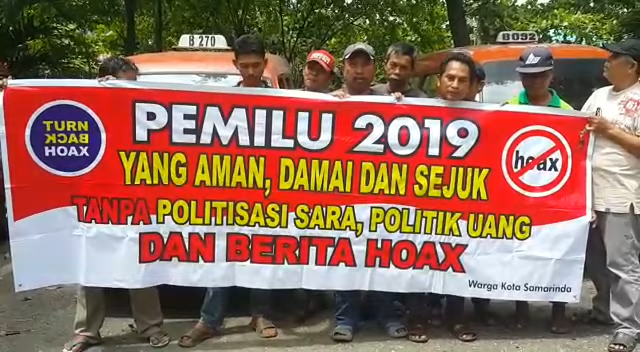 B 270
B092
TURN
BACK
HOAX
PEMILU 2019
YANG AMAN, DAMAI DAN SEJUK
TANPA POLITISASI SARA, POLITIK UANG
DAN BERITA HOAX
hoax
Warga Kota Samarinda